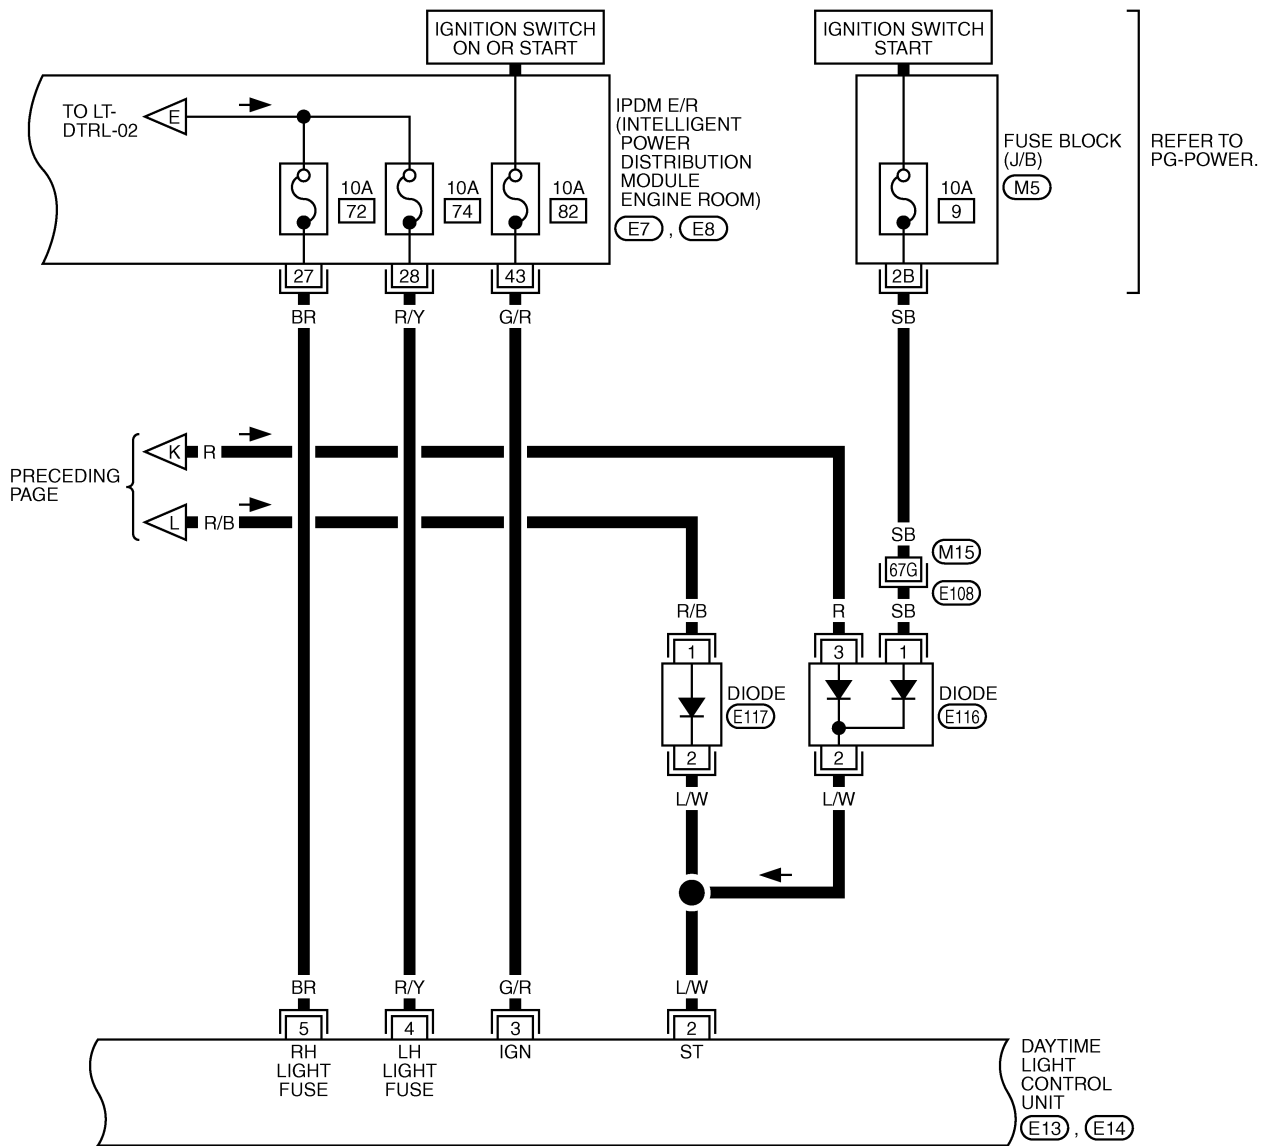 IGNITION SWITCH
ON OR START
IGNITION SWITCH
START
TO LT-
DTRL-02
E
10A
72
10A
74
10A
82
IPDM E/R
(INTELLIGENT
POWER
DISTRIBUTION
MODULE
ENGINE ROOM)
E7 , E8
10A
9
FUSE BLOCK
(J/B)
M5
REFER TO
PG-POWER.
27
28
43
2B
BR
R/Y
G/R
SB
PRECEDING
PAGE
K
R
L
R/B
SB
M15
67G
E108
R/B
R
SB
1
3
1
DIODE
E117
DIODE
E116
2
2
L/W
L/W
BR
R/Y
G/R
L/W
5
4
3
2
RH
LIGHT
FUSE
LH
LIGHT
FUSE
IGN
ST
DAYTIME
LIGHT
CONTROL
UNIT
E13 , E14